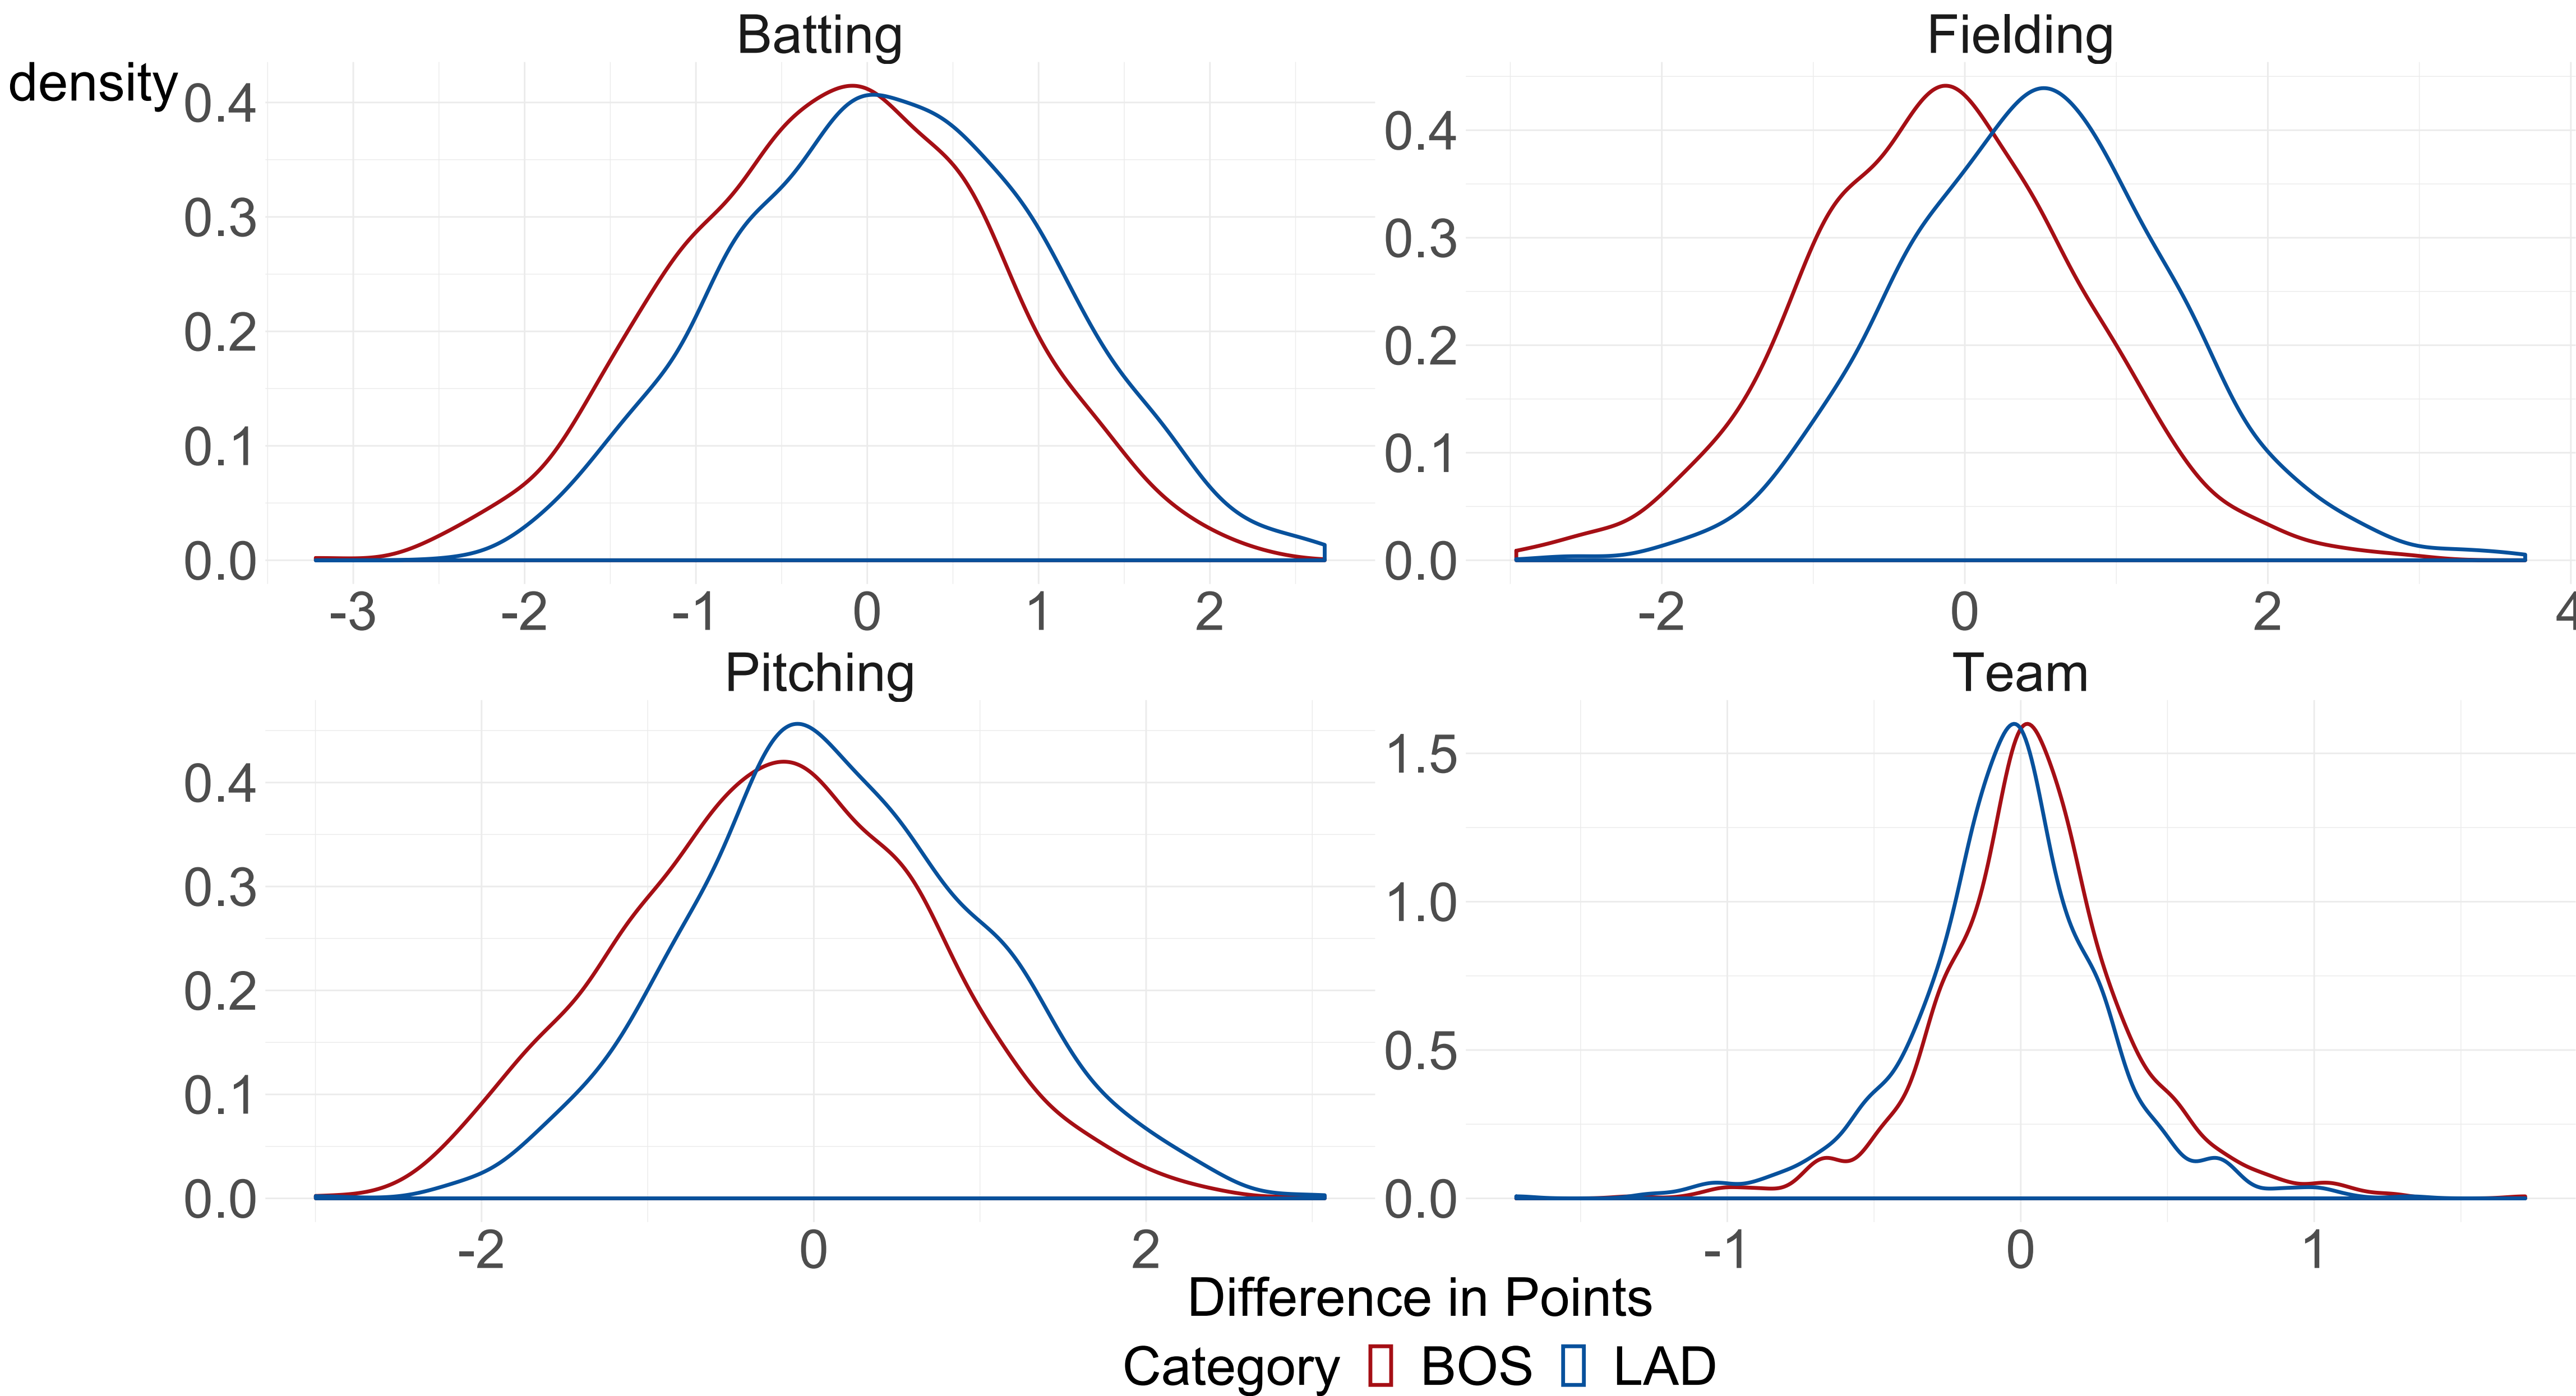 Batting
Fielding
density
0.4
0.3
0.2
0.1
0.0
-3 -2 -1 0 1 2
0.4
0.3
0.2
0.1
0.0
-2 0 2 4
Pitching
Team
0.4
0.3
0.2
0.1
0.0
-2 0 2
1.5
1.0
0.5
0.0
-1 0 1
Difference in Points
Category BOS LAD